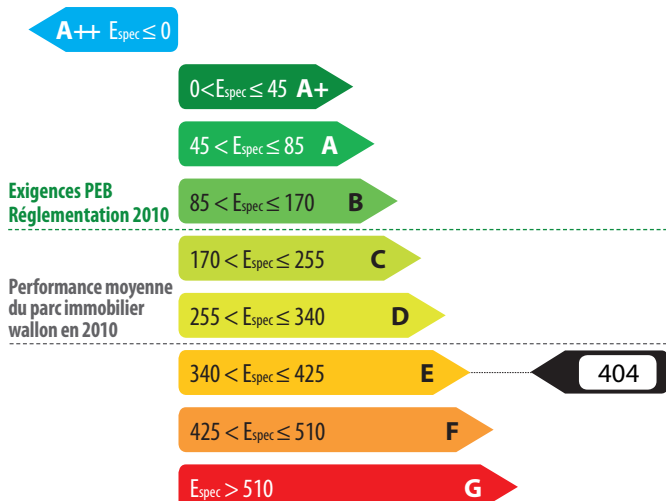 A++ Espec ≤ 0
0<Espec ≤ 45 A+
45 < Espec ≤ 85 A
Exigences PEB
Réglementation 2010
85 < Espec ≤ 170 B
170 < Espec ≤ 255 C
Performance moyenne
du parc immobilier
wallon en 2010
255 < Espec ≤ 340 D
340 < Espec ≤ 425 E
404
425 < Espec ≤ 510 F
Espec > 510 G